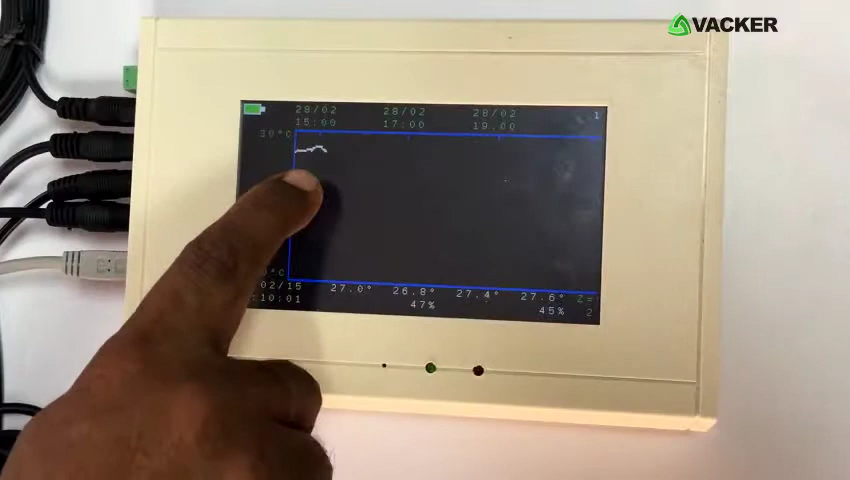 VACKER
28/02 28/02 28/02 1
15:00 17:00 19.00
30°C
°C
02/15 27.0° 26.8° 27.4° 27.6° Z=
:10:01 47% 45% 2